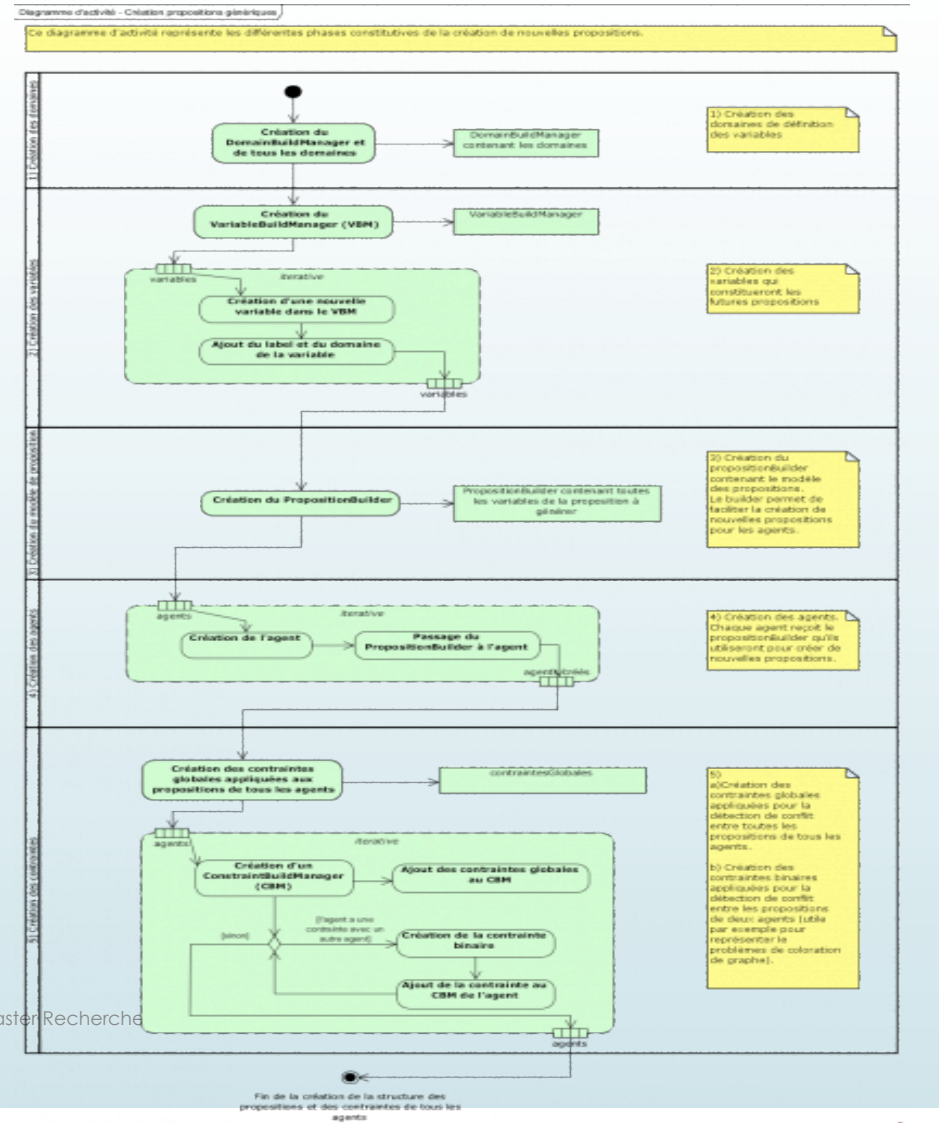 Diagramme d'activité - Création propositions génériques
Ce diagramme d'activité représente les différentes phases constitutives de la création de nouvelles propositions.
1) Création des domaines
Création du
DomainBuildManager et
de tous les domaines
DomainBuildManager
contenant les domaines
1) Création des
domaines de définition
des variables
2) Création des variables
Création du
VariableBuildManager (VBM)
VariableBuildManager
variables
iterative
Création d'une nouvelle
variable dans le VBM
Ajout du label et du domaine
de la variable
variables
2) Création des
variables qui
constitueront les
futures propositions
3) Création du modèle de proposition
Création du PropositionBuilder
PropositionBuilder contenant toutes
les variables de la proposition à
générer
3) Création du
propositionBuilder
contenant le modèle
des propositions.
Le builder permet de
faciliter la création de
nouvelles propositions
pour les agents.
4) Création des agents
agents
iterative
Création de l'agent
Passage du
PropositionBuilder à l'agent
agents créés
4) Création des agents.
Chaque agent reçoit le
propositionBuilder qu'ils
utiliseront pour créer de
nouvelles propositions.
5) Création des contraintes
Création des contraintes
globales appliquées aux
propositions de tous les agents
contraintesGlobales
agents
iterative
Création d'un
ConstraintBuildManager
(CBM)
Ajout des contraintes globales
au CBM
[l'agent a une
contrainte avec un
autre agent]
[sinon]
Création de la contrainte
binaire
Ajout de la contrainte au
CBM de l'agent
agents
5)
a)Création des
contraintes globales
appliquées pour la
détection de conflit
entre toutes les
propositions de tous les
agents.
b) Création des
contraintes binaires
appliquées pour la
détection de conflit
entre les propositions
de deux agents (utile
par exemple pour
représenter le
problèmes de coloration
de graphe).
aster Recherche
Fin de la création de la structure des
propositions et des contraintes de tous les
agents